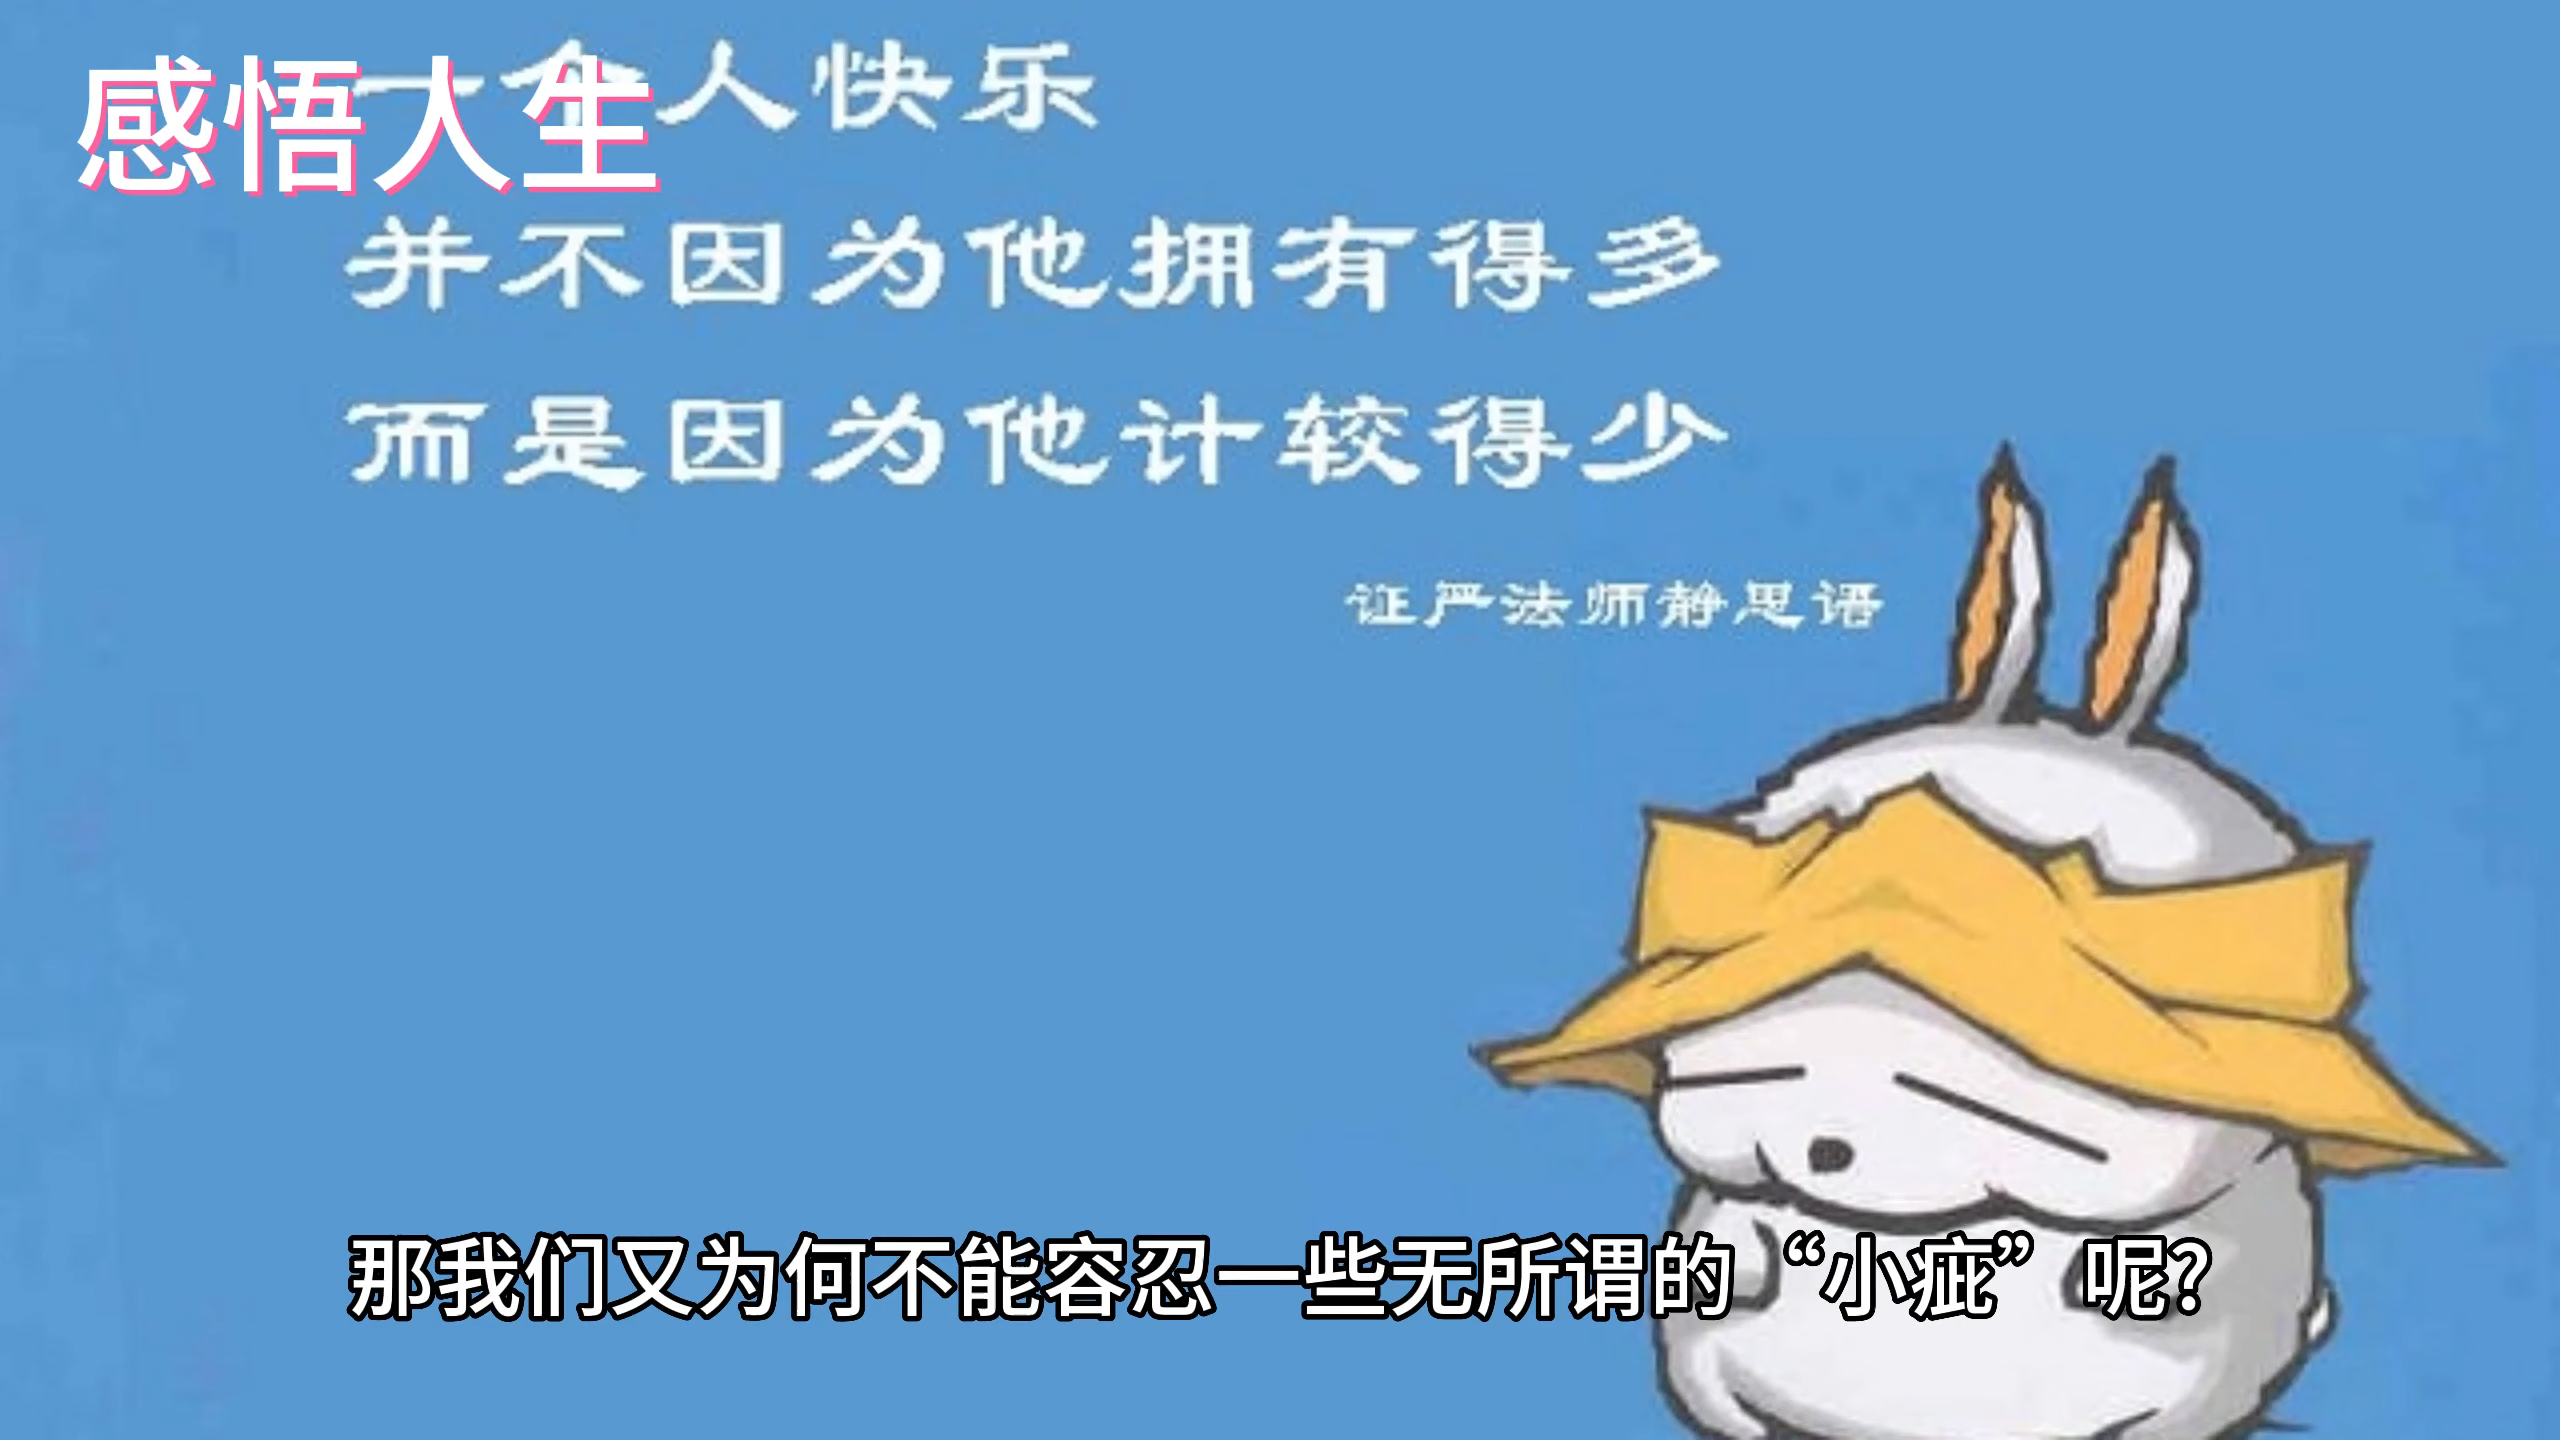 感悟人生
一个人快乐
并不因为他拥有得多
而是因为他计较得少
证严法师静思语
那我们又为何不能容忍一些无所谓的“小疵”呢?